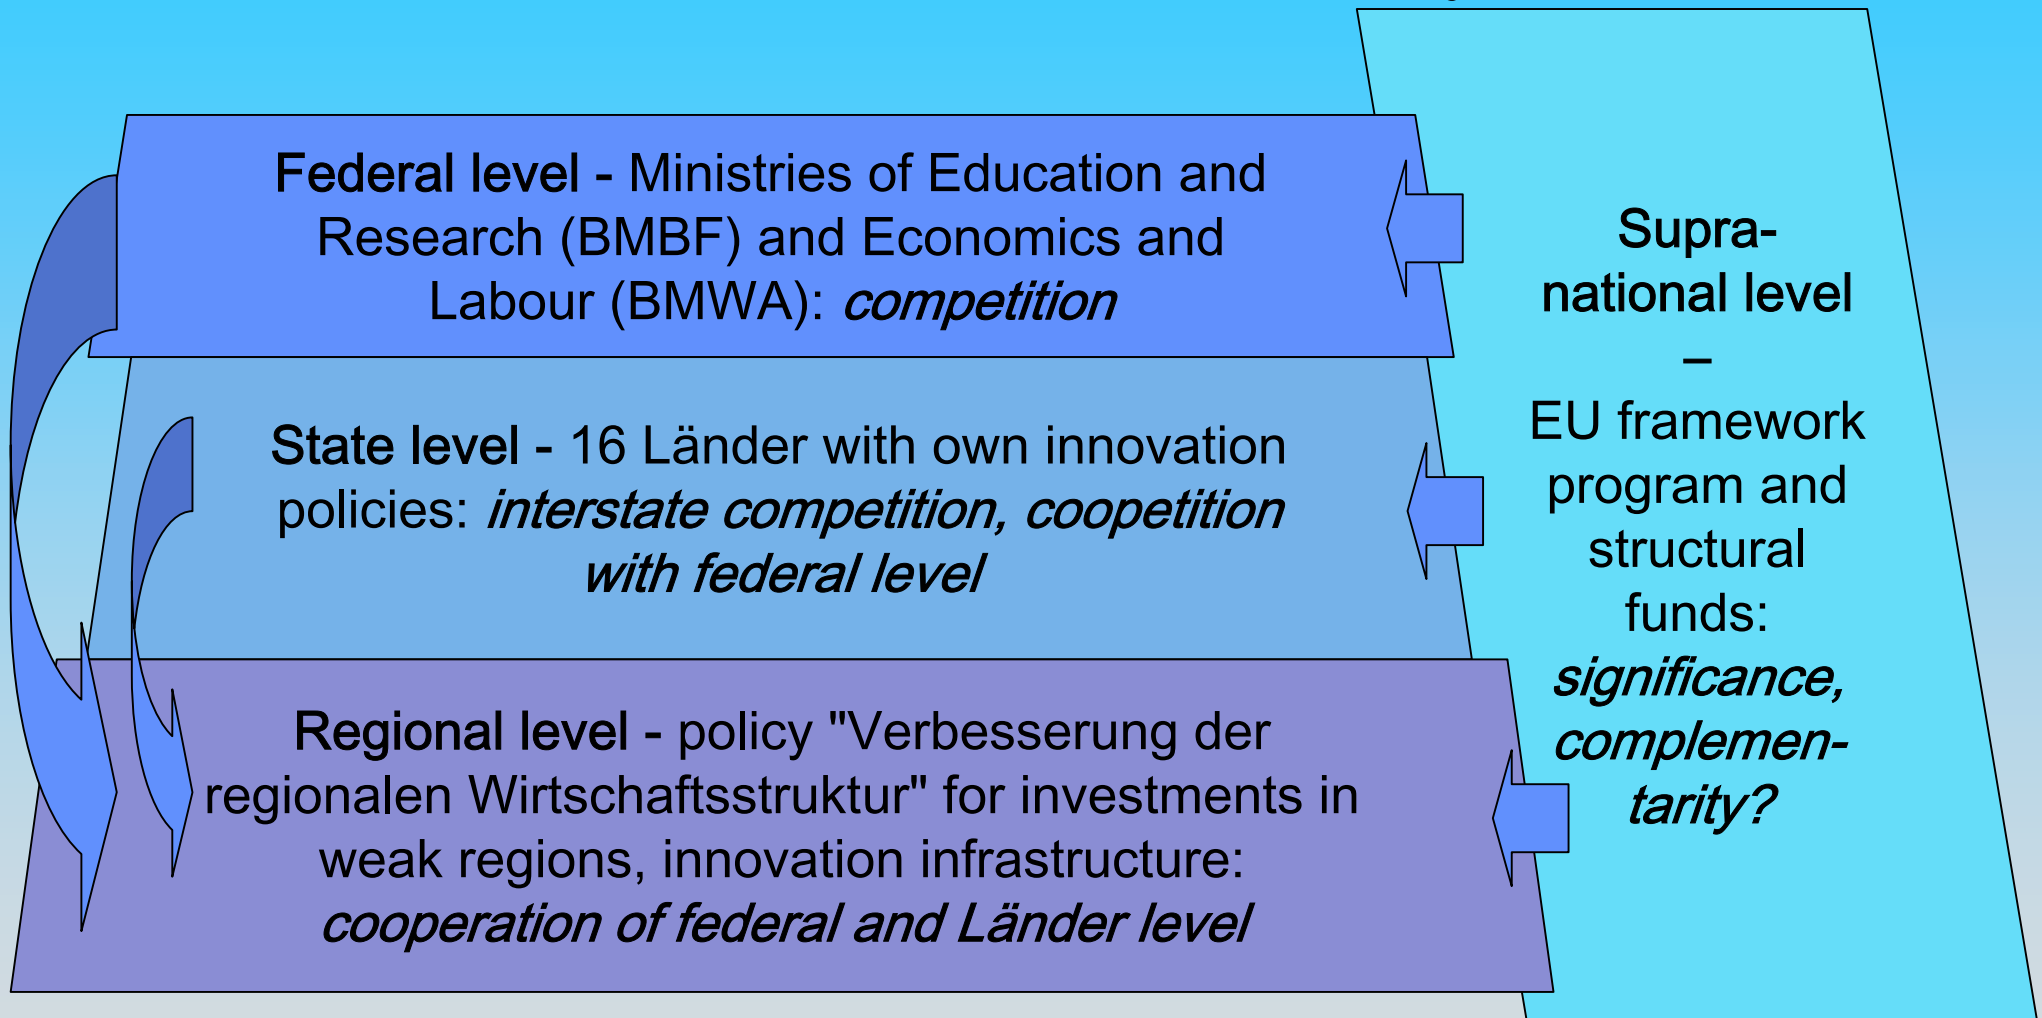 Federal level - Ministries of Education and
Research (BMBF) and Economics and
Labour (BMWA): competition
State level - 16 Länder with own innovation
policies: interstate competition, coopetition
with federal level
Regional level - policy "Verbesserung der
regionalen Wirtschaftsstruktur" for investments in
weak regions, innovation infrastructure:
cooperation of federal and Länder level
Supra-
national level
–
EU framework
program and
structural
funds:
significance,
complemen-
tarity?